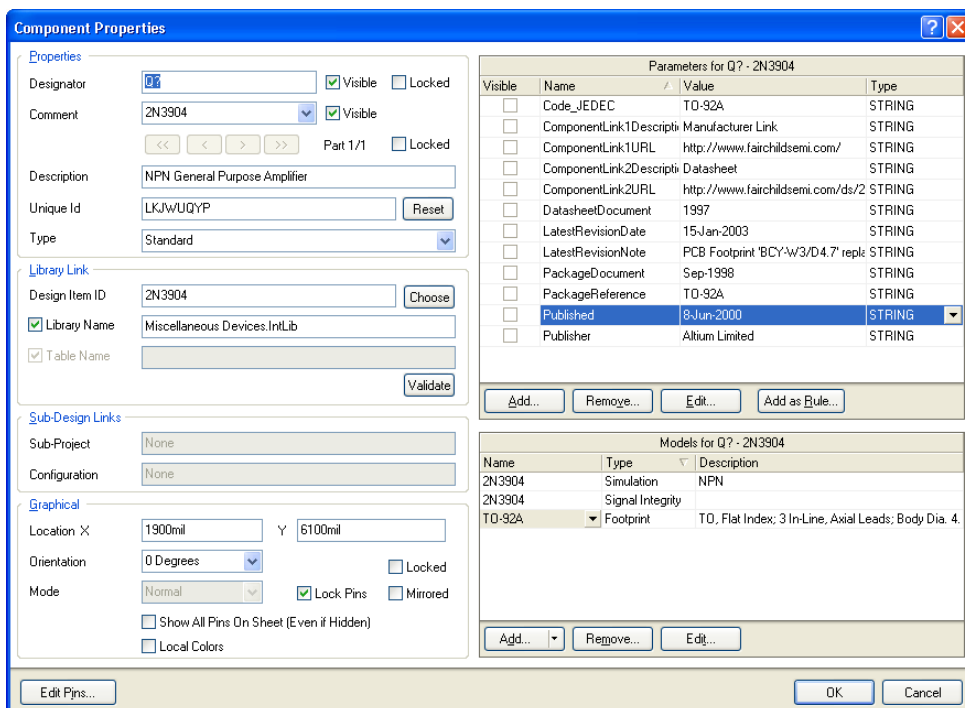 Component Properties
Properties
Designator Q? Visible Locked
Comment 2N3904 Visible
<< < > >> Part 1/1 Locked
Description NPN General Purpose Amplifier
Unique Id LKJWUQYP Reset
Type Standard
Library Link
Design Item ID 2N3904 Choose
Library Name Miscellaneous Devices.IntLib
Table Name
Validate
Sub-Design Links
Sub-Project None
Configuration None
Graphical
Location X 1900mil Y 6100mil
Orientation 0 Degrees Locked
Mode Normal Lock Pins Mirrored
Show All Pins On Sheet (Even if Hidden)
Local Colors
Parameters for Q? - 2N3904
Visible Name Value Type
Code_JEDEC TO-92A STRING
ComponentLink1Descripti Manufacturer Link STRING
ComponentLink1URL http://www.fairchildsemi.com/ STRING
ComponentLink2Descripti Datasheet STRING
ComponentLink2URL http://www.fairchildsemi.com/ds/2 STRING
DatasheetDocument 1997 STRING
LatestRevisionDate 15-Jan-2003 STRING
LatestRevisionNote PCB Footprint 'BCY-W3/D4.7' repla STRING
PackageDocument Sep-1998 STRING
PackageReference TO-92A STRING
Published 8-Jun-2000 STRING
Publisher Altium Limited STRING
Add... Remove... Edit... Add as Rule...
Models for Q? - 2N3904
Name Type Description
2N3904 Simulation NPN
2N3904 Signal Integrity
TO-92A Footprint TO, Flat Index; 3 In-Line, Axial Leads; Body Dia. 4.
Add... Remove... Edit...
Edit Pins... OK Cancel